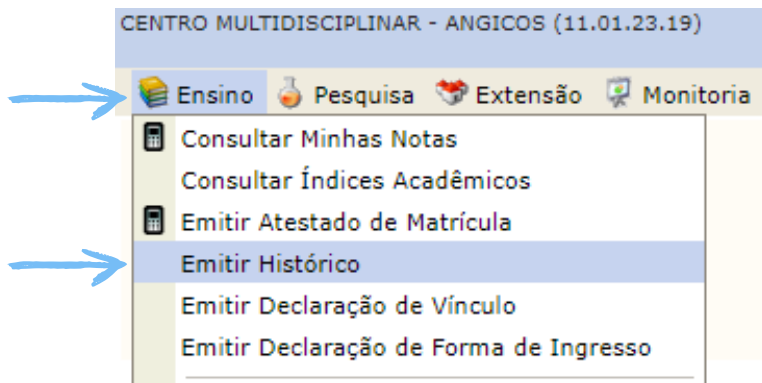 CENTRO MULTIDISCIPLINAR - ANGICOS (11.01.23.19)
Ensino Pesquisa Extensão Monitoria
Consultar Minhas Notas
Consultar Índices Acadêmicos
Emitir Atestado de Matrícula
Emitir Histórico
Emitir Declaração de Vínculo
Emitir Declaração de Forma de Ingresso